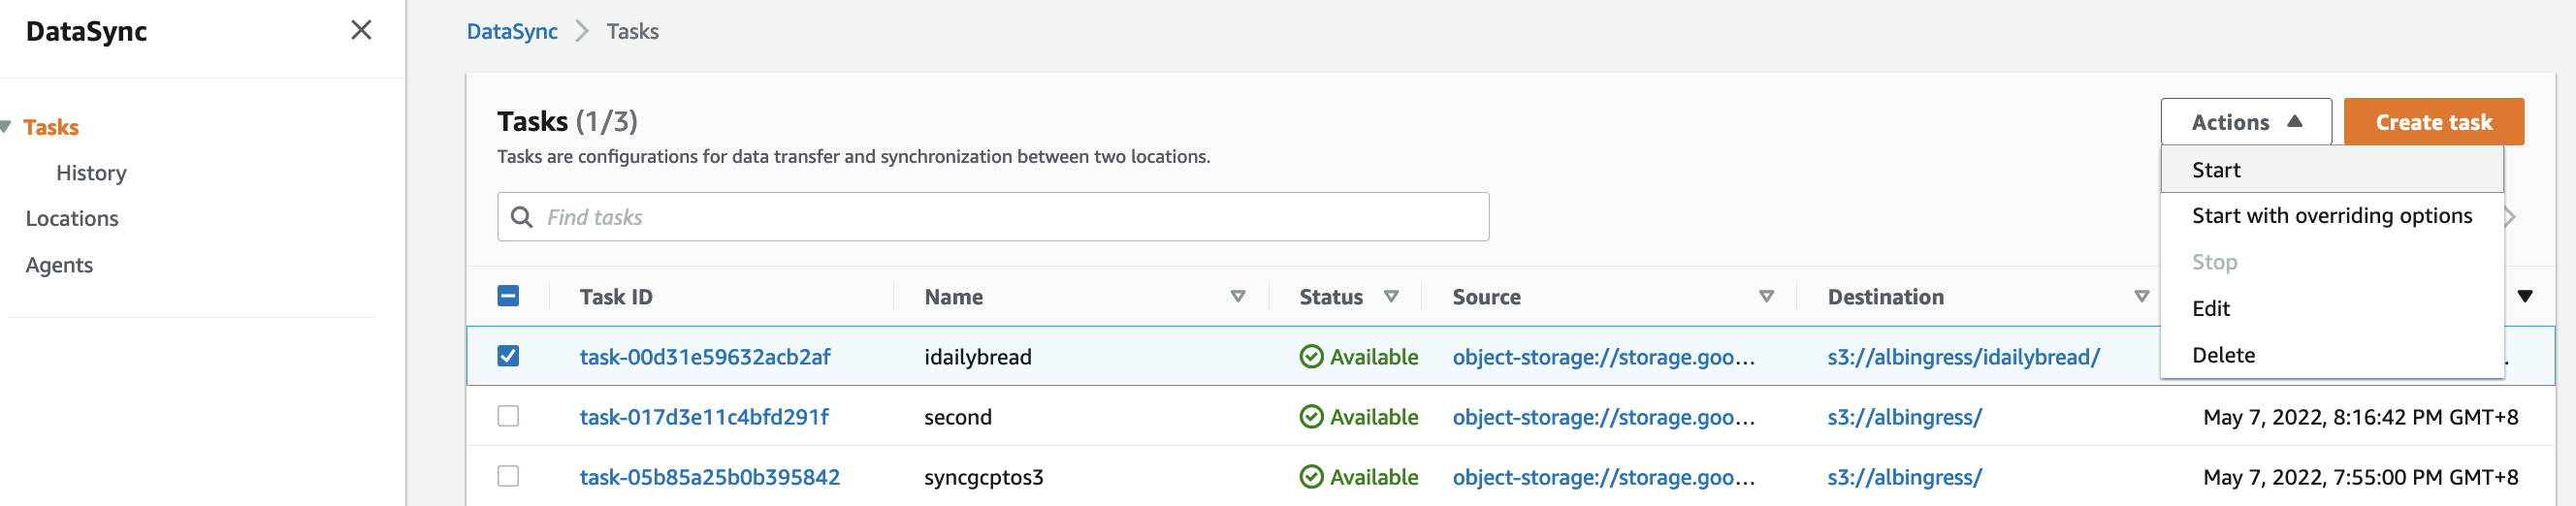 DataSync
Tasks
History
Locations
Agents
DataSync > Tasks
Tasks (1/3)
Tasks are configurations for data transfer and synchronization between two locations.
Find tasks
Actions
Create task
Start
Start with overriding options
Stop
Edit
Delete
Task ID Name Status Source Destination
task-00d31e59632acb2af idailybread Available object-storage://storage.goo... s3://albingress/idailybread/
task-017d3e11c4bfd291f second Available object-storage://storage.goo... s3://albingress/ May 7, 2022, 8:16:42 PM GMT+8
task-05b85a25b0b395842 syncgcptos3 Available object-storage://storage.goo... s3://albingress/ May 7, 2022, 7:55:00 PM GMT+8